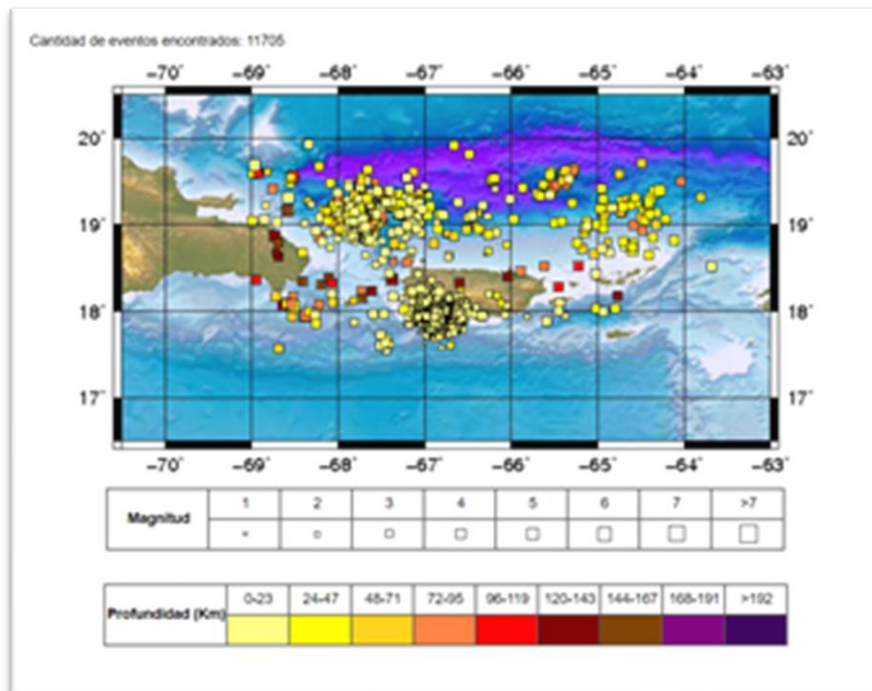 Cantidad de eventos encontrados: 11705
−70˚ −69˚ −68˚ −67˚ −66˚ −65˚ −64˚ −63˚
20˚ 20˚
19˚ 19˚
18˚ 18˚
17˚ 17˚
−70˚ −69˚ −68˚ −67˚ −66˚ −65˚ −64˚ −63˚
Magnitud 1 2 3 4 5 6 7 >7
Profundidad (Km) 0-23 24-47 48-71 72-95 96-119 120-143 144-167 168-191 >192